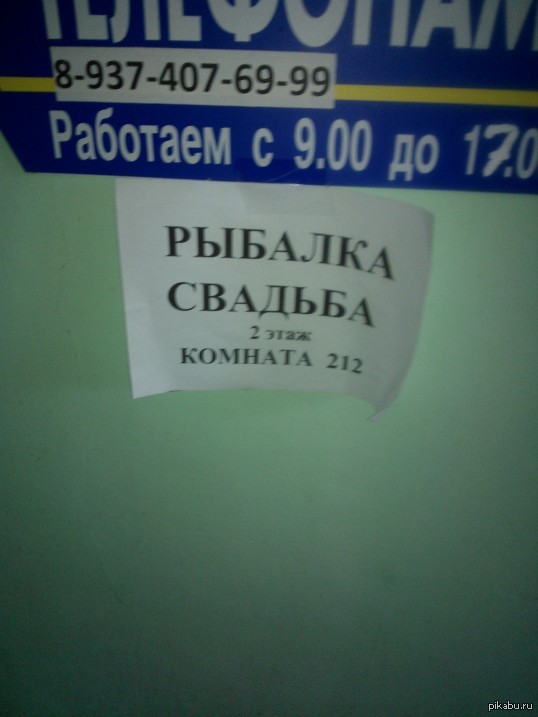 ТЕЛЕФОНАМ
8-937-407-69-99
Работаем с 9.00 до 17.0
РЫБАЛКА
СВАДЬБА
2 этаж
КОМНАТА 212
pikabu.ru